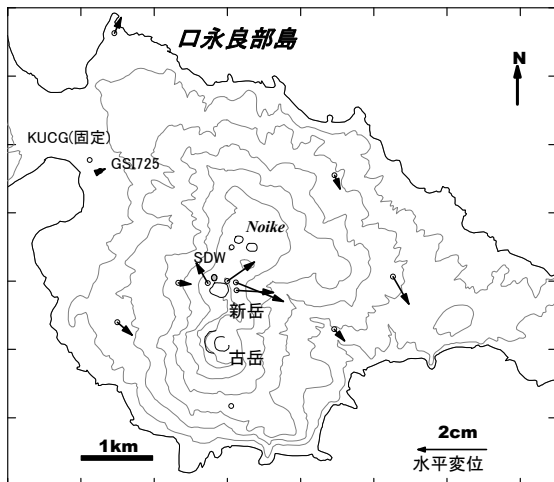 口永良部島
N
KUCG(固定)
GSI725
Noike
SDW
新岳
古岳
1km
2cm
水平変位